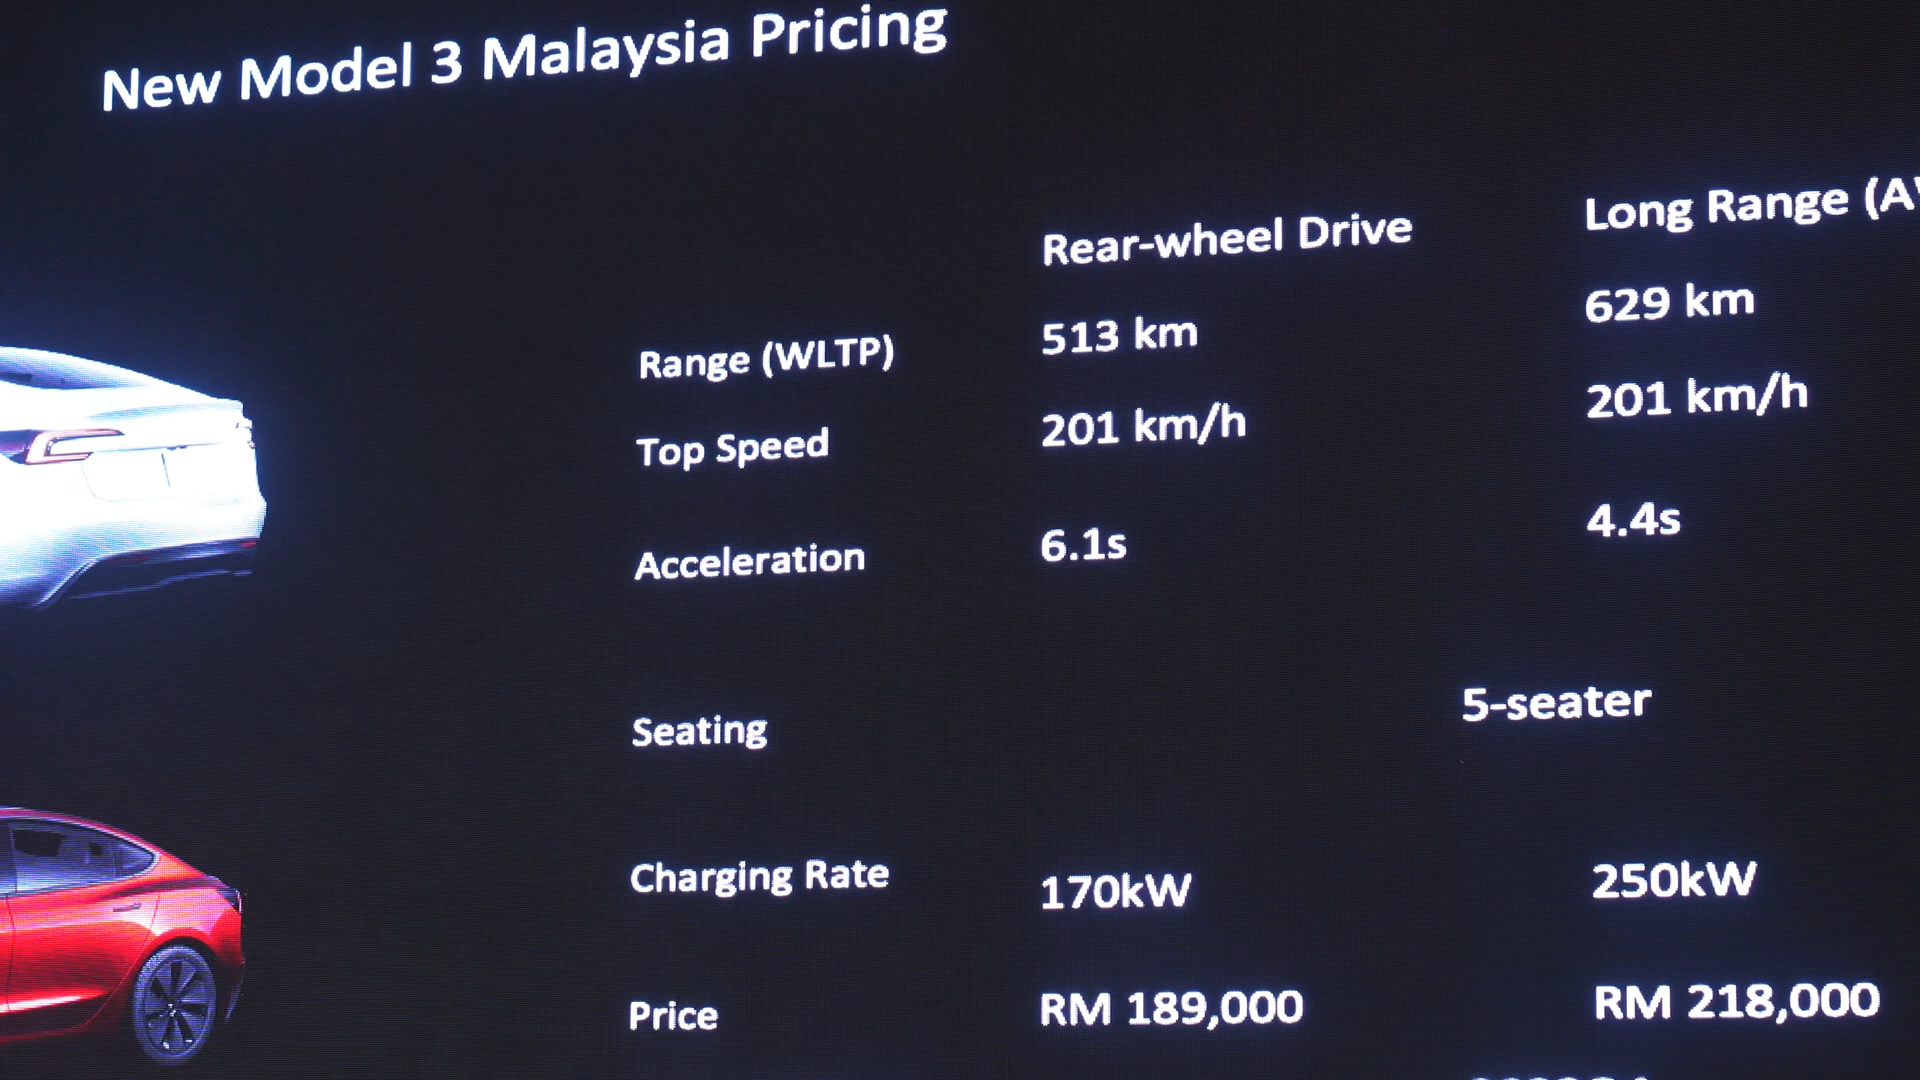 New Model 3 Malaysia Pricing
Rear-wheel Drive Long Range
Range (WLTP) 513 km 629 km
Top Speed 201 km/h 201 km/h
Acceleration 6.1s 4.4s
Seating 5-seater
Charging Rate 170kW 250kW
Price RM 189,000 RM 218,000